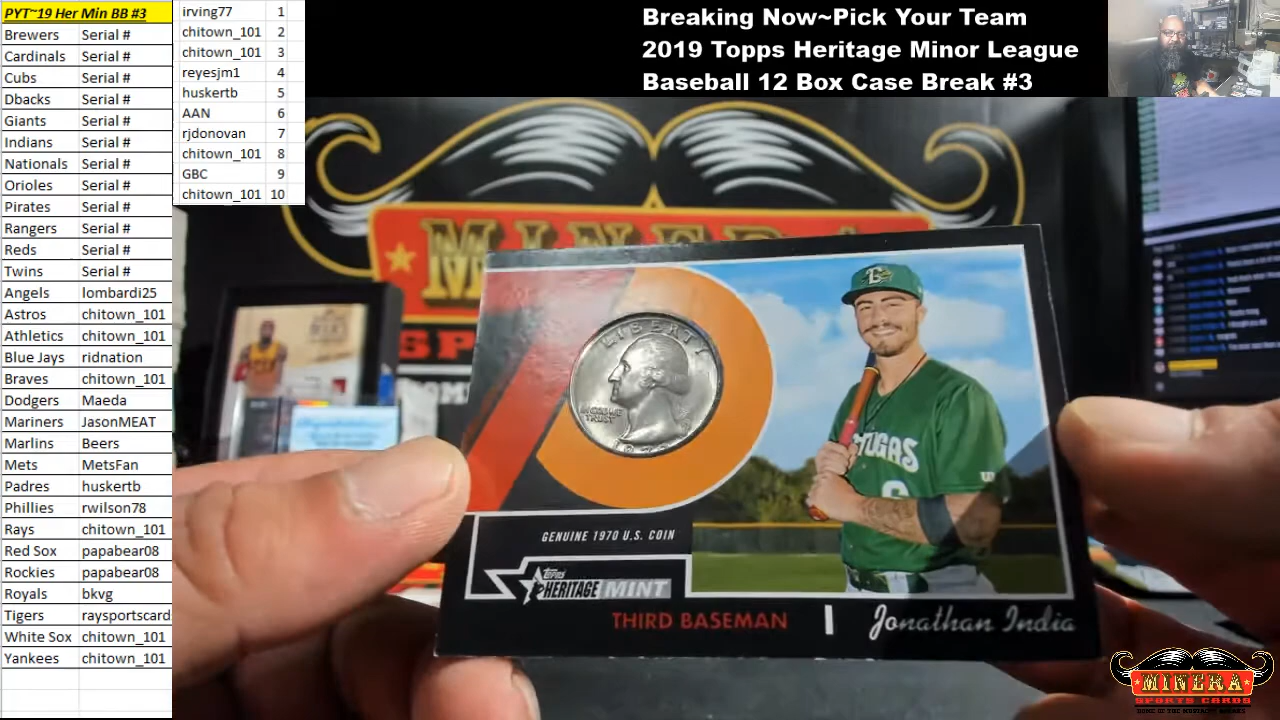 PYT~19 Her Min BB #3
Brewers Serial #
Cardinals Serial #
Cubs Serial #
Dbacks Serial #
Giants Serial #
Indians Serial #
Nationals Serial #
Orioles Serial #
Pirates Serial #
Rangers Serial #
Reds Serial #
Twins Serial #
Angels lombardi25
Astros chitown_101
Athletics chitown_101
Blue Jays ridnation
Braves chitown_101
Dodgers Maeda
Mariners JasonMEAT
Marlins Beers
Mets MetsFan
Padres huskertb
Phillies rwilson78
Rays chitown_101
Red Sox papabear08
Rockies papabear08
Royals bkvg
Tigers raysportscard
White Sox chitown_101
Yankees chitown_101
irving77 1
chitown_101 2
chitown_101 3
reyesjm1 4
huskertb 5
AAN 6
rjdonovan 7
chitown_101 8
GBC 9
chitown_101 10
Breaking Now~Pick Your Team
2019 Topps Heritage Minor League
Baseball 12 Box Case Break #3
LIBERTY
IN GOD WE
TRUST
GENUINE 1970 U.S. COIN
TOPPS
HERITAGE MINT
THIRD BASEMAN | Jonathan India
MINERA
SPORTS CARDS